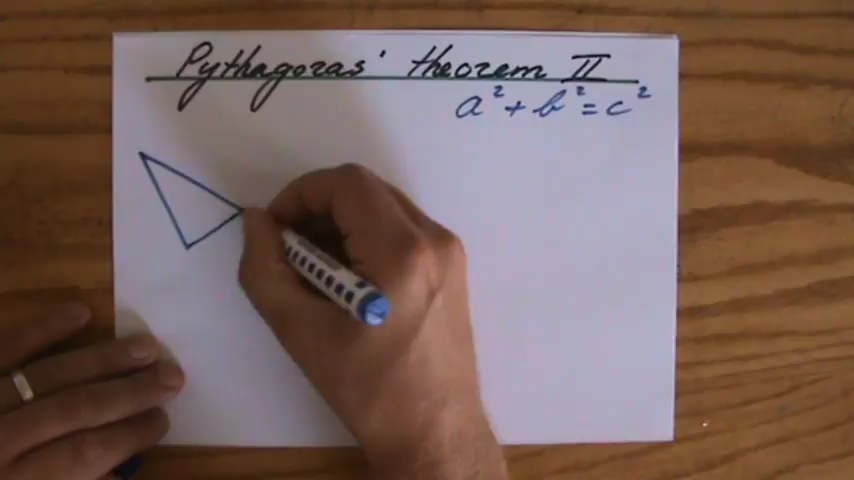 Pythagoras' theorem II
a² + b² = c²